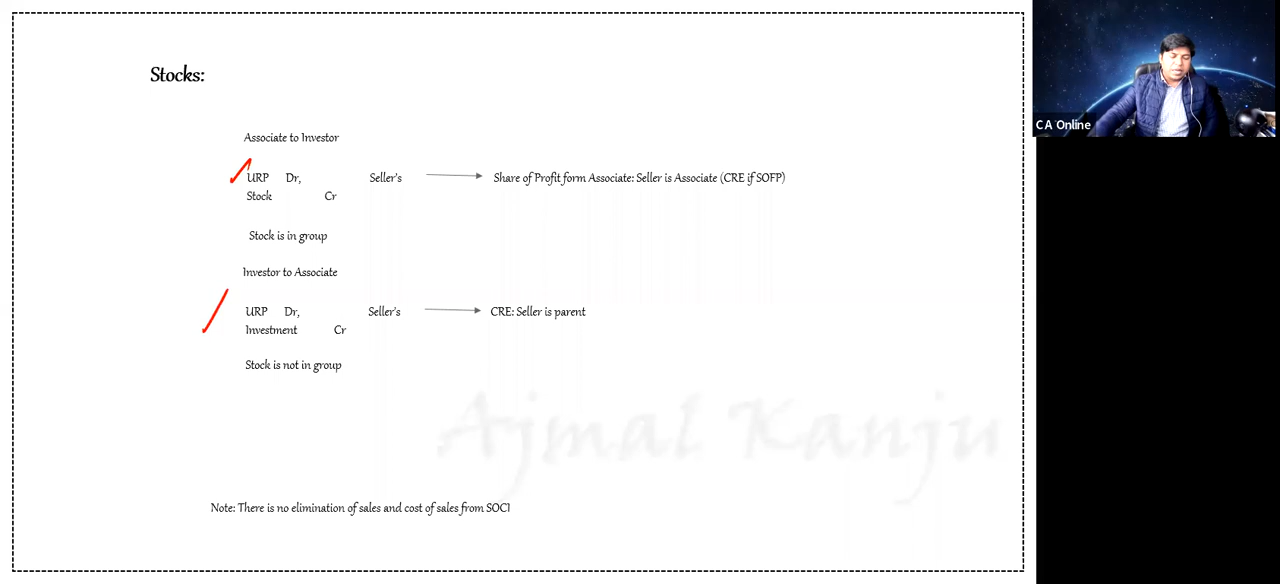 Stocks:
Associate to Investor
URP Dr, Seller's Share of Profit form Associate: Seller is Associate (CRE if SOFP)
Stock Cr
Stock is in group
Investor to Associate
URP Dr, Seller's CRE: Seller is parent
Investment Cr
Stock is not in group
Ajmal Kanju
Note: There is no elimination of sales and cost of sales from SOCI
C A Online